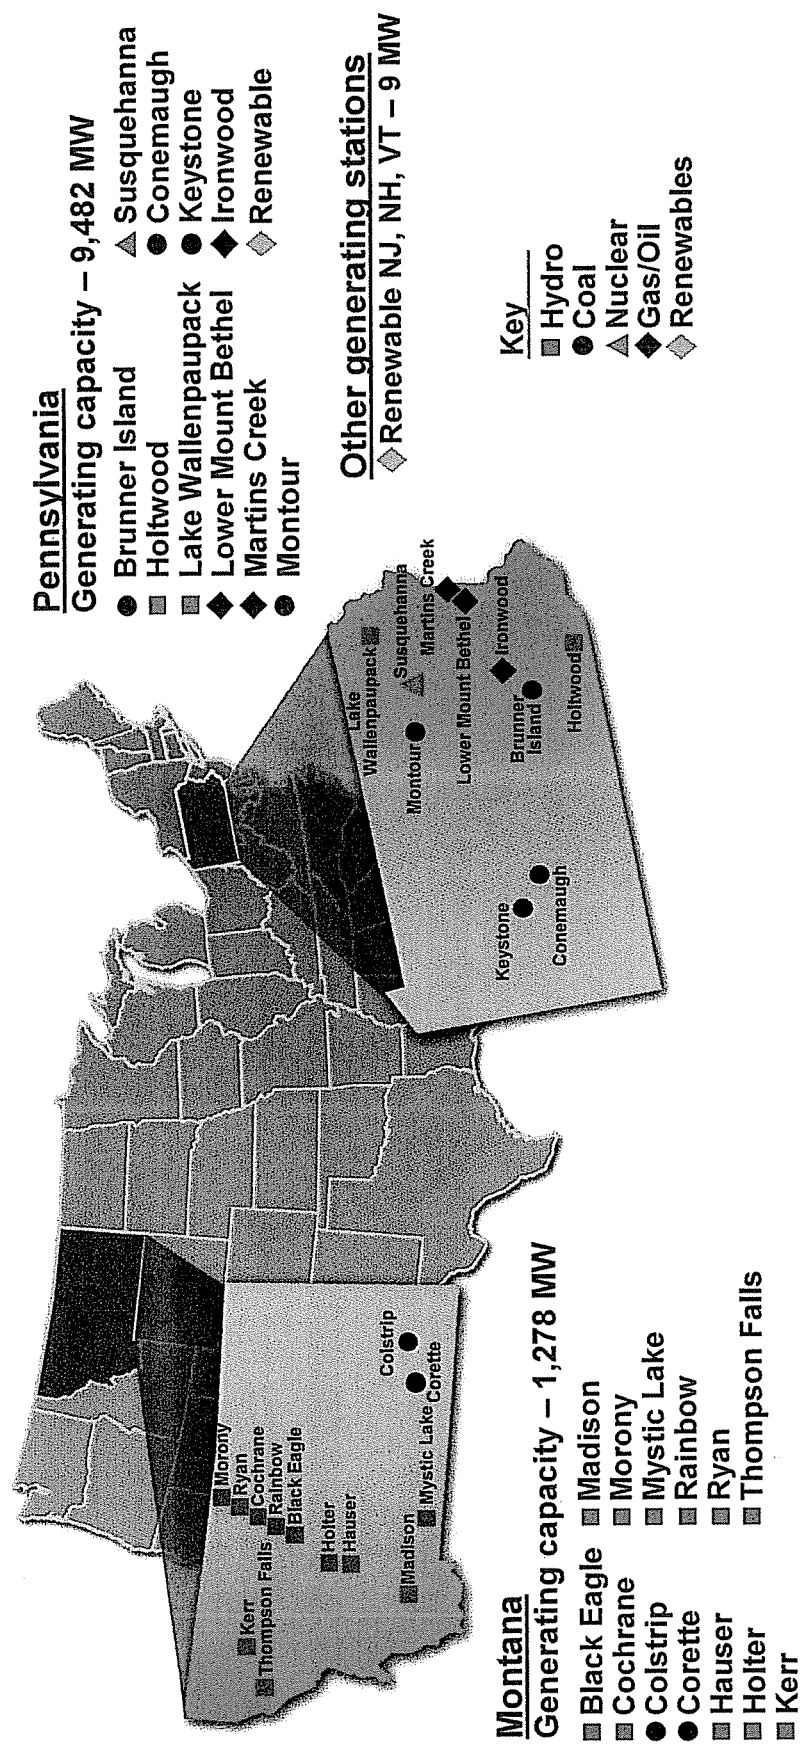 Pennsylvania
Generating capacity – 9,482 MW
Brunner Island
Holtwood
Lake Wallenpaupack
Lower Mount Bethel
Martins Creek
Montour
Susquehanna
Conemaugh
Keystone
Ironwood
Renewable
Other generating stations
Renewable NJ, NH, VT – 9 MW
Key
Hydro
Coal
Nuclear
Gas/Oil
Renewables
Lake
Wallenpaupack
Susquehanna
Martins Creek
Montour
Lower Mount Bethel
Ironwood
Brunner
Island
Holtwood
Keystone
Conemaugh
Morony
Ryan
Cochrane
Rainbow
Black Eagle
Kerr
Thompson Falls
Holter
Hauser
Madison
Mystic Lake
Colstrip
Corette
Montana
Generating capacity – 1,278 MW
Black Eagle
Cochrane
Colstrip
Corette
Hauser
Holter
Kerr
Madison
Morony
Mystic Lake
Rainbow
Ryan
Thompson Falls